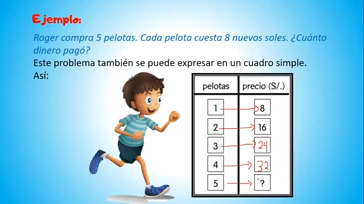 Ejemplo:
Roger compra 5 pelotas. Cada pelota cuesta 8 nuevos soles. ¿Cuánto
dinero pagó?
Este problema también se puede expresar en un cuadro simple.
Así:
pelotas precio (S/.)
1 8
2 16
3 24
4 32
5 ?